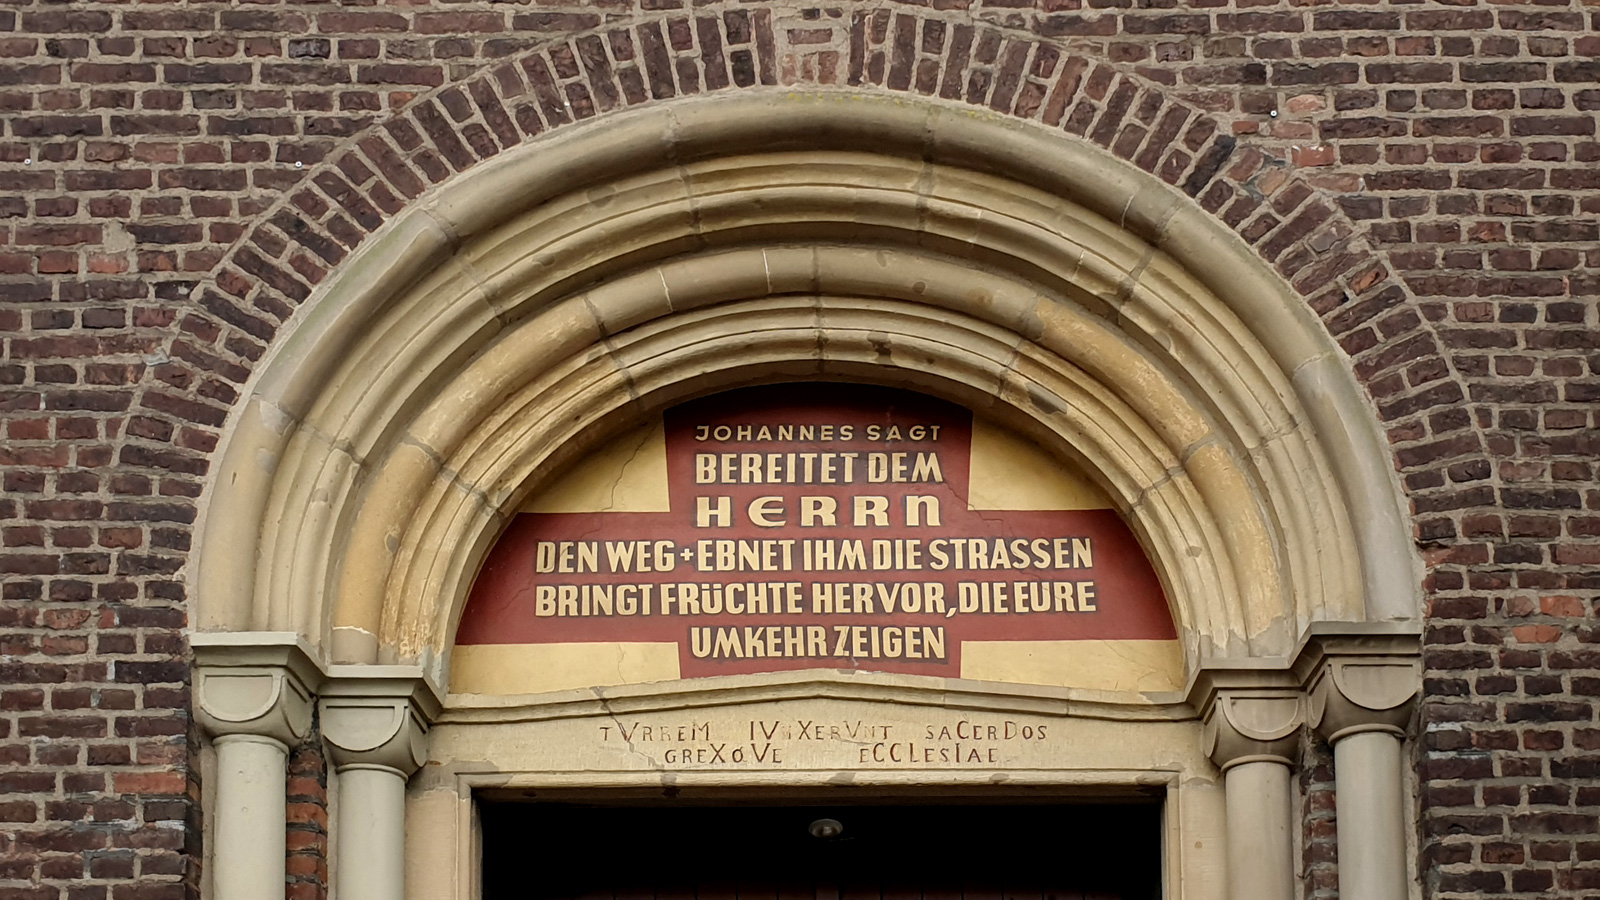 JOHANNES SAGT
BEREITET DEM
HERRN
DEN WEG + EBNET IHM DIE STRASSEN
BRINGT FRÜCHTE HERVOR, DIE EURE
UMKEHR ZEIGEN
TVRREM IVNXERVNT SACERDOS
GREXQVE ECCLESIAE